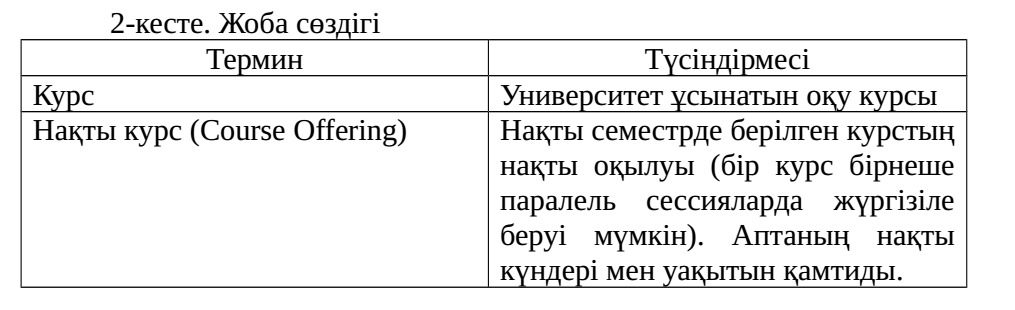 2-кесте. Жоба сөздігі
Термин
Түсіндірмесі
Курс
Университет ұсынатын оқу курсы
Нақты курс (Course Offering)
Нақты семестрде берілген курстың
нақты оқылуы (бір курс бірнеше
паралель сессияларда жүргізіле
беруі мүмкін). Аптаның нақты
күндері мен уақытын қамтиды.